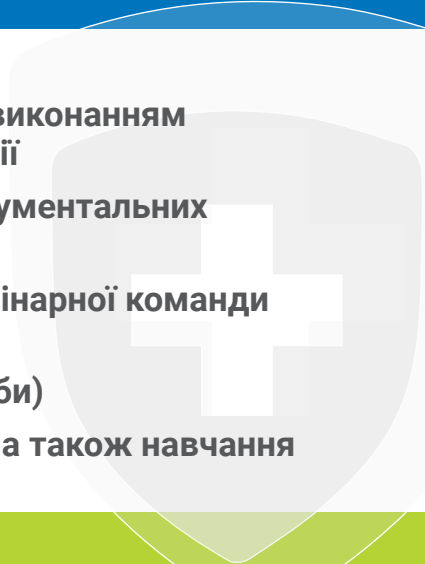 виконанням
ії
ументальних
інарної команди
би)
а також навчання